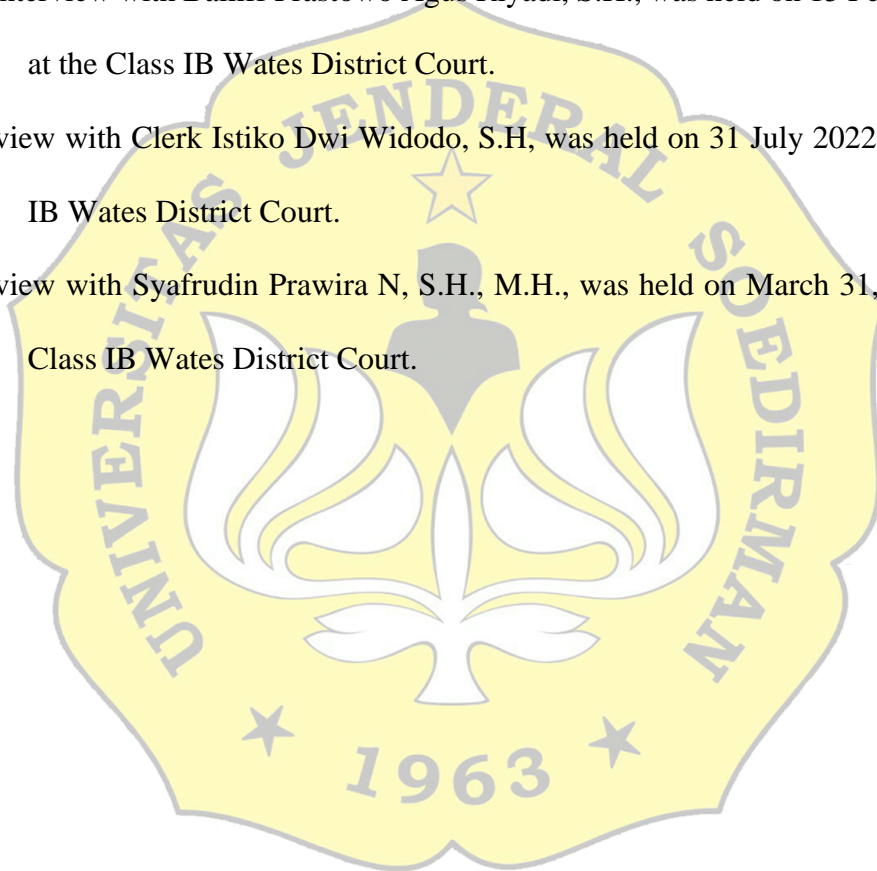 at the Class IB Wates District Court.
view with Clerk Istiko Dwi Widodo, S.H, was held on 31 July 2022
IB Wates District Court.
view with Syafrudin Prawira N, S.H., M.H., was held on March 31,
Class IB Wates District Court.
UNIVERSITAS JENDERAL SOEDIRMAN
1963